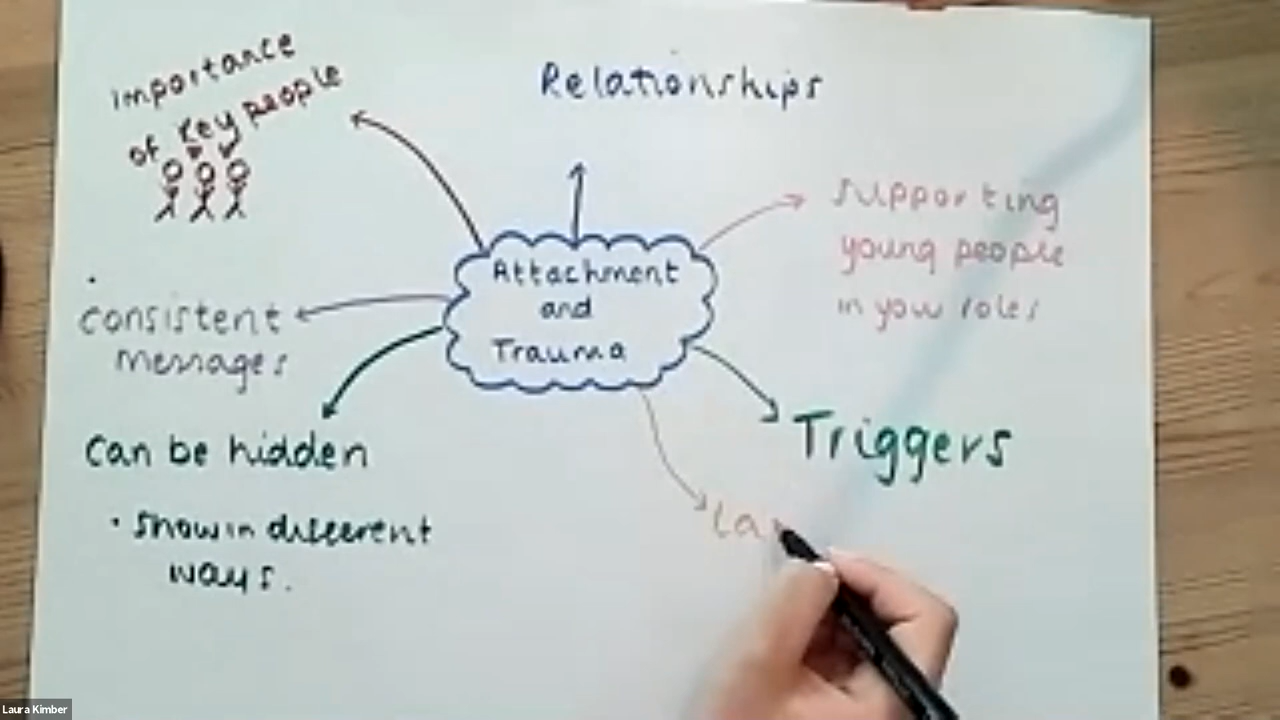 Importance
of key people
Relationships
supporting
young people
in your roles
Attachment
and
Trauma
consistent
messages
Triggers
Can be hidden
• Show in different
ways.
La
Laura Kimber